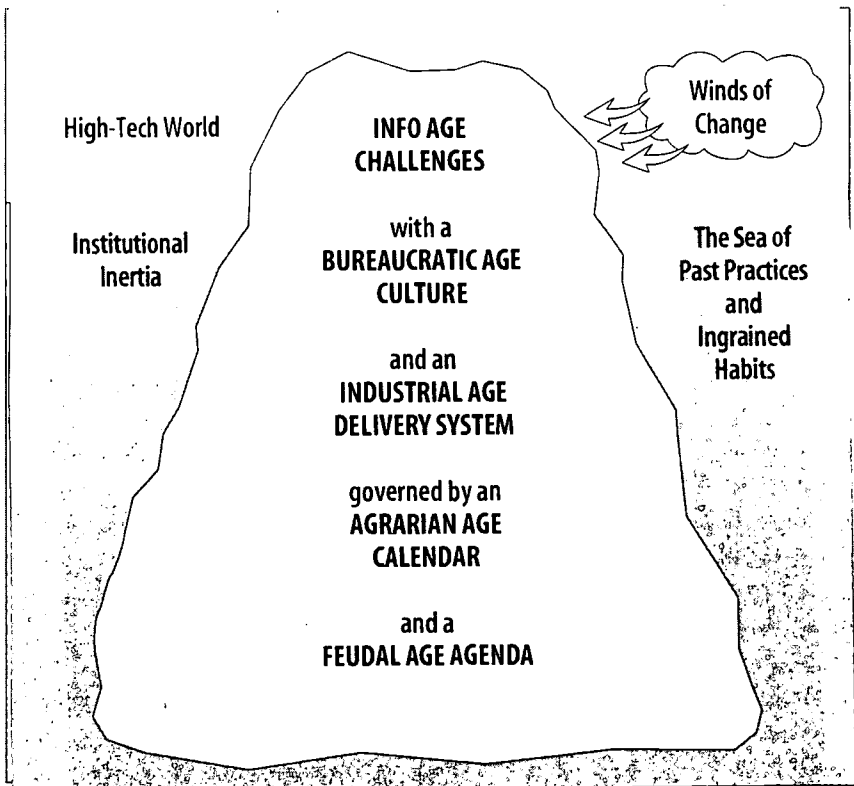 High-Tech World
INFO AGE
CHALLENGES
Winds of
Change
Institutional
Inertia
with a
BUREAUCRATIC AGE
CULTURE
The Sea of
Past Practices
and
Ingrained
Habits
and an
INDUSTRIAL AGE
DELIVERY SYSTEM
governed by an
AGRARIAN AGE
CALENDAR
and a
FEUDAL AGE AGENDA